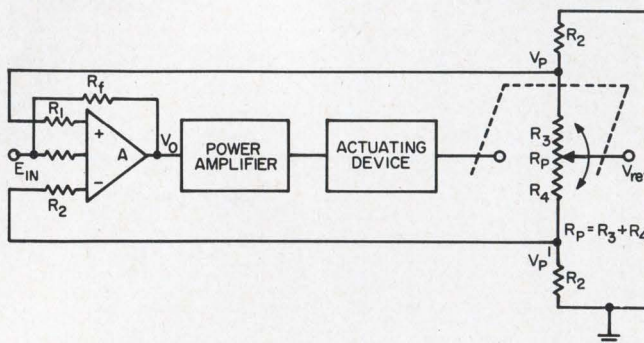 R2
VP
Rf
R1
+
A
VO
EIN
−
R2
POWER
AMPLIFIER
ACTUATING
DEVICE
R3
RP
R4
Vre
RP = R3 + R4
VP'
R2